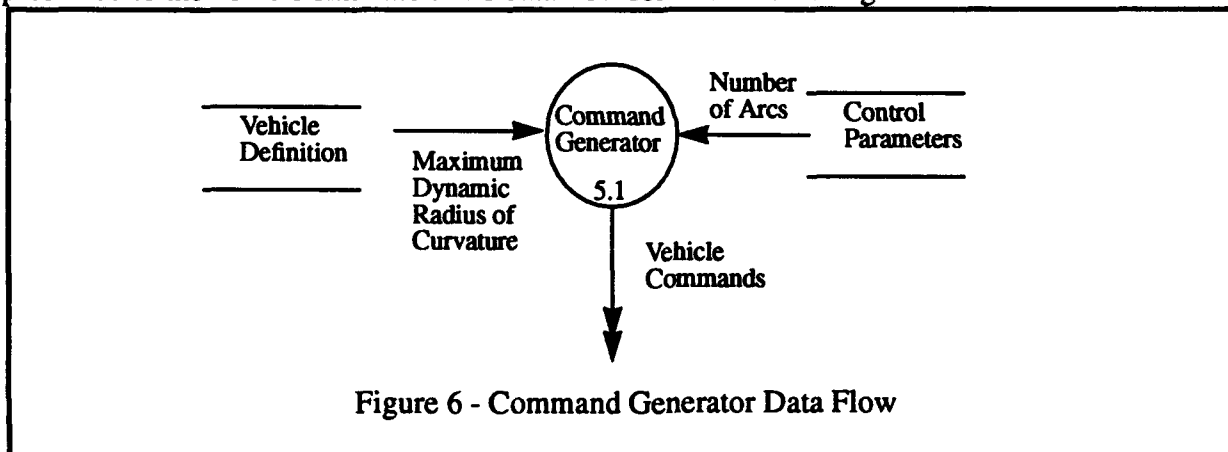 Vehicle
Definition
Maximum
Dynamic
Radius of
Curvature
Command
Generator
5.1
Number
of Arcs
Control
Parameters
Vehicle
Commands
Figure 6 - Command Generator Data Flow